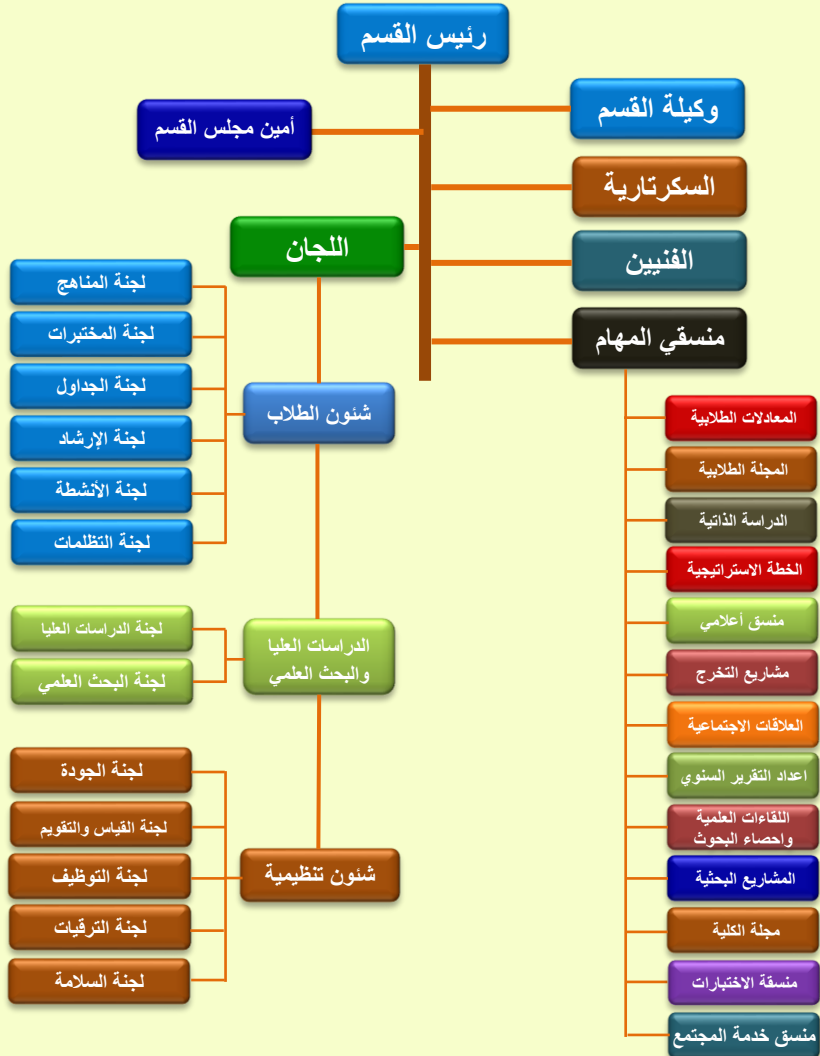 رئيس القسم
وكيلة القسم
أمين مجلس القسم
السكرتارية
الفنيين
اللجان
منسقي المهام
المعادلات الطلابية
المجلة الطلابية
الدراسة الذاتية
الخطة الاستراتيجية
منسق أعلامي
مشاريع التخرج
العلاقات الاجتماعية
اعداد التقرير السنوي
اللقاءات العلمية
واحصاء البحوث
المشاريع البحثية
مجلة الكلية
منسقة الاختبارات
منسق خدمة المجتمع
شئون الطلاب
لجنة المناهج
لجنة المختبرات
لجنة الجداول
لجنة الإرشاد
لجنة الأنشطة
لجنة التظلمات
الدراسات العليا
والبحث العلمي
لجنة الدراسات العليا
لجنة البحث العلمي
شئون تنظيمية
لجنة الجودة
لجنة القياس والتقويم
لجنة التوظيف
لجنة الترقيات
لجنة السلامة